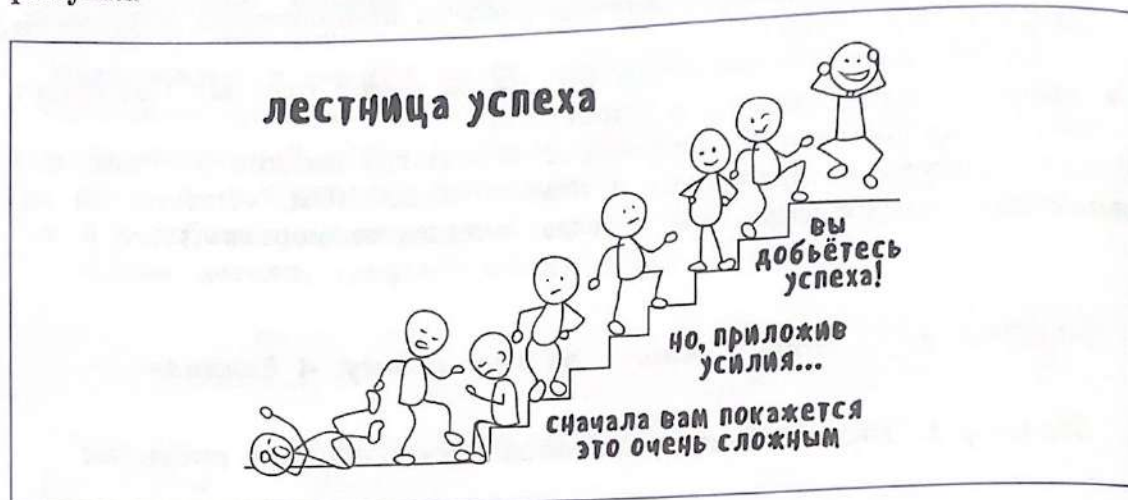 лестница успеха
вы
добьётесь
успеха!
но, приложив
усилия...
сначала вам покажется
это очень сложным